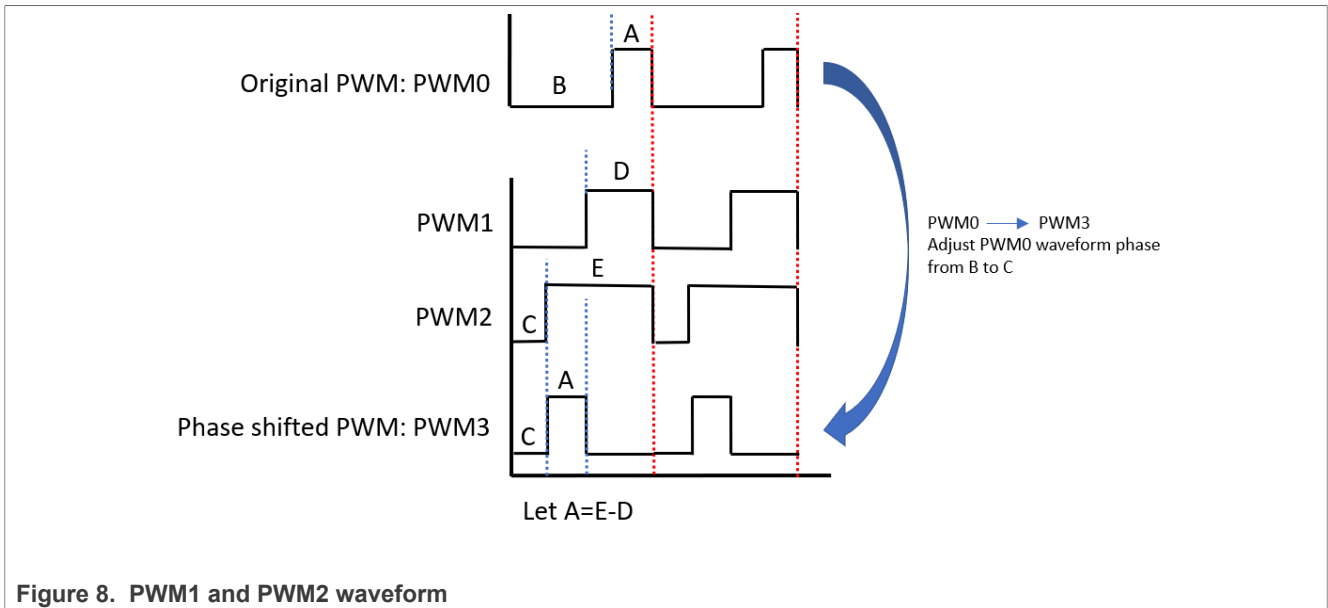 A
Original PWM: PWM0
B
D
PWM1
PWM0 PWM3
Adjust PWM0 waveform phase
from B to C
E
PWM2
C
A
Phase shifted PWM: PWM3
C
Let A=E-D
Figure 8. PWM1 and PWM2 waveform